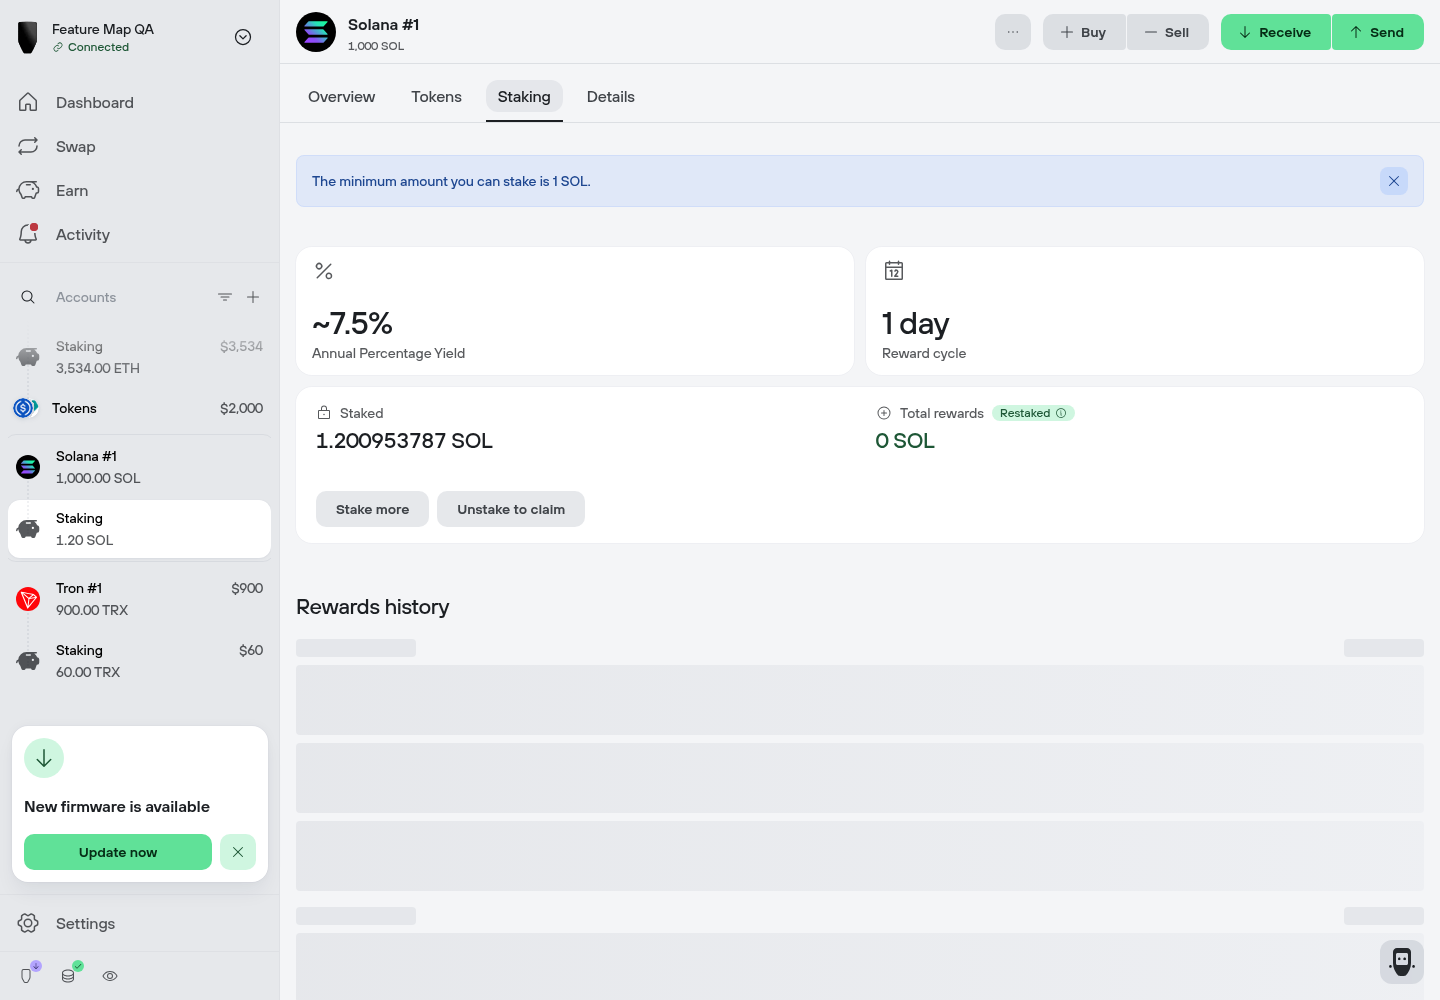 Feature Map QA
Connected
Dashboard
Swap
Earn
Activity
Accounts
Staking $3,534
3,534.00 ETH
Tokens $2,000
Solana #1
1,000.00 SOL
Staking
1.20 SOL
Tron #1 $900
900.00 TRX
Staking $60
60.00 TRX
New firmware is available
Update now
Settings
Solana #1
1,000 SOL
Buy
Sell
Receive
Send
Overview
Tokens
Staking
Details
The minimum amount you can stake is 1 SOL.
~7.5%
Annual Percentage Yield
12
1 day
Reward cycle
Staked
1.200953787 SOL
Total rewards Restaked
0 SOL
Stake more
Unstake to claim
Rewards history